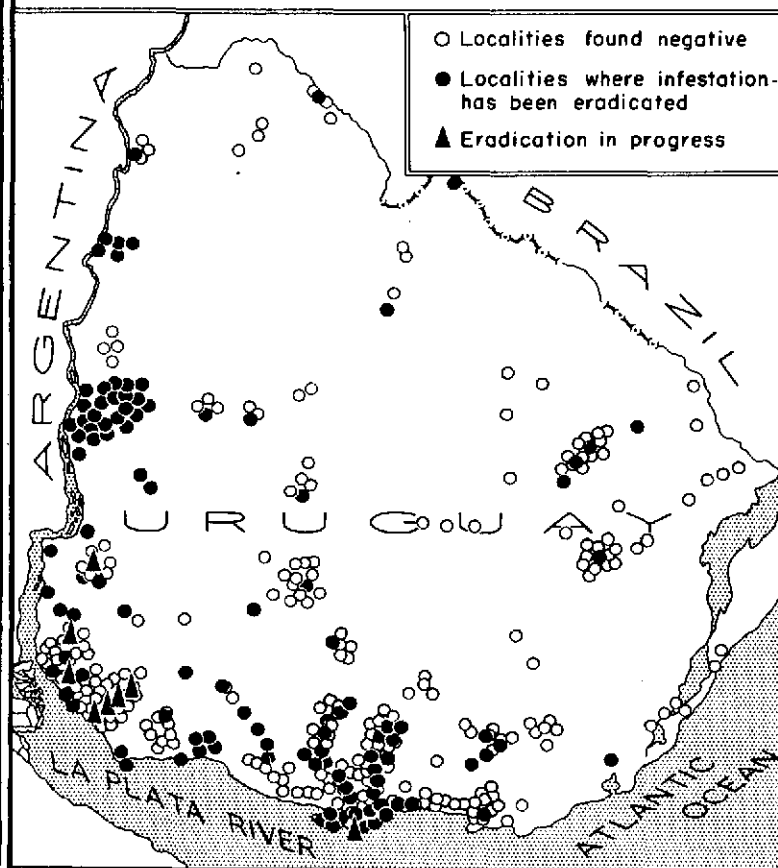 Localities found negative
Localities where infestation-
has been eradicated
Eradication in progress
ARGENTINA
BRANIL
URUGUAY
LA PLATA RIVER
ATLANTIC
OCEAN